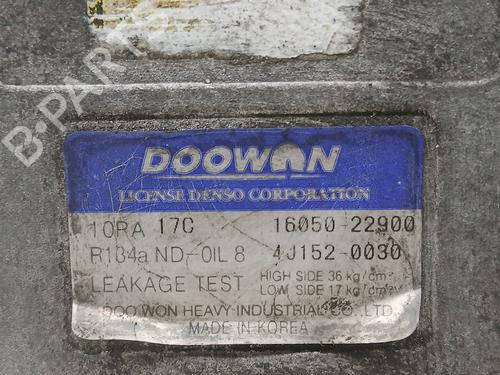 B-PARTS
DOOWON
LICENSE DENSO CORPORATION
10RA 17C 16050-22900
R134a ND-OIL 8 4J152-0030
LEAKAGE TEST HIGH SIDE 36 kg/cm²
LOW SIDE 17 kg/cm²
DOO WON HEAVY INDUSTRIAL CO., LTD.
MADE IN KOREA